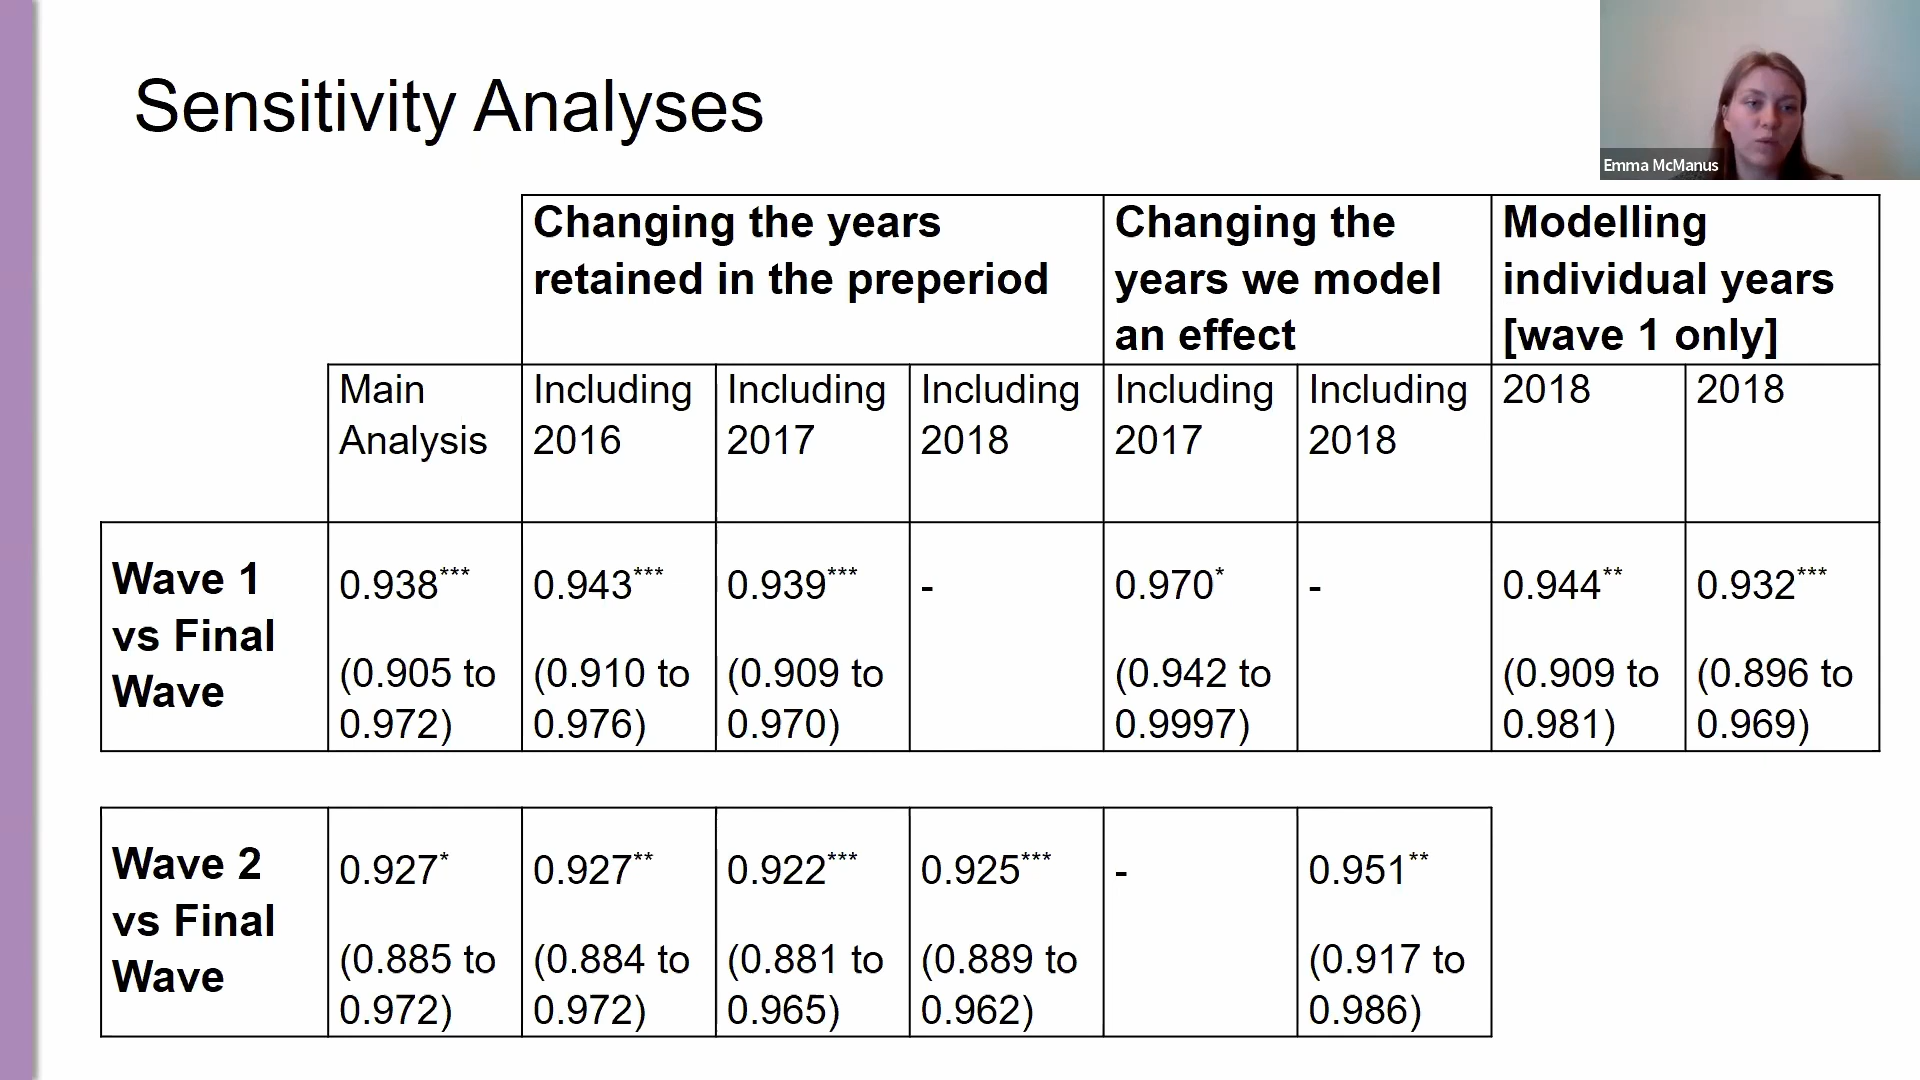 Sensitivity Analyses
Emma McManus
Changing the years
retained in the preperiod
Changing the
years we model
an effect
Modelling
individual years
[wave 1 only]
Main
Analysis
Including
2016
Including
2017
Including
2018
Including
2017
Including
2018
2018
2018
Wave 1
vs Final
Wave
0.938***
(0.905 to
0.972)
0.943***
(0.910 to
0.976)
0.939***
(0.909 to
0.970)
-
0.970*
(0.942 to
0.9997)
-
0.944**
(0.909 to
0.981)
0.932***
(0.896 to
0.969)
Wave 2
vs Final
Wave
0.927*
(0.885 to
0.972)
0.927**
(0.884 to
0.972)
0.922***
(0.881 to
0.965)
0.925***
(0.889 to
0.962)
-
0.951**
(0.917 to
0.986)